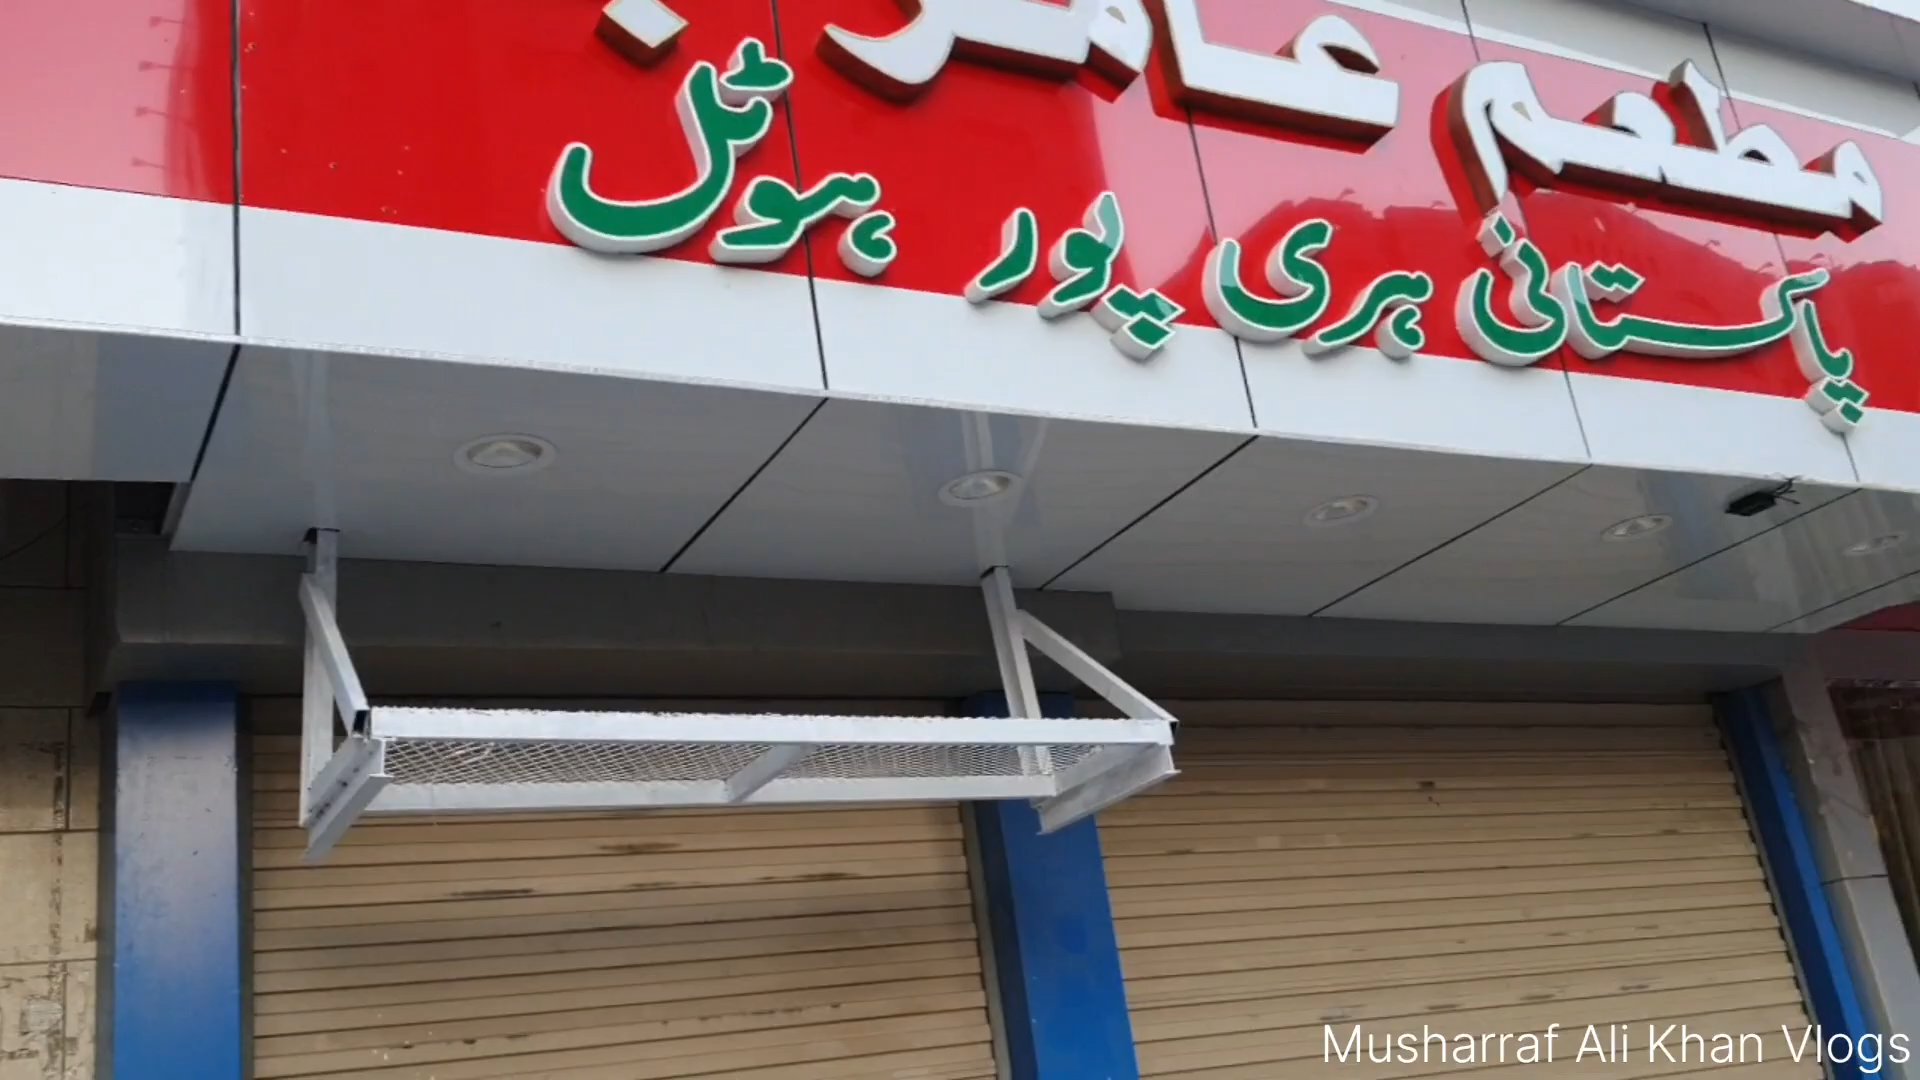 مطعم عامر
پاکستانی ہری پور ہوٹل
Musharraf Ali Khan Vlogs